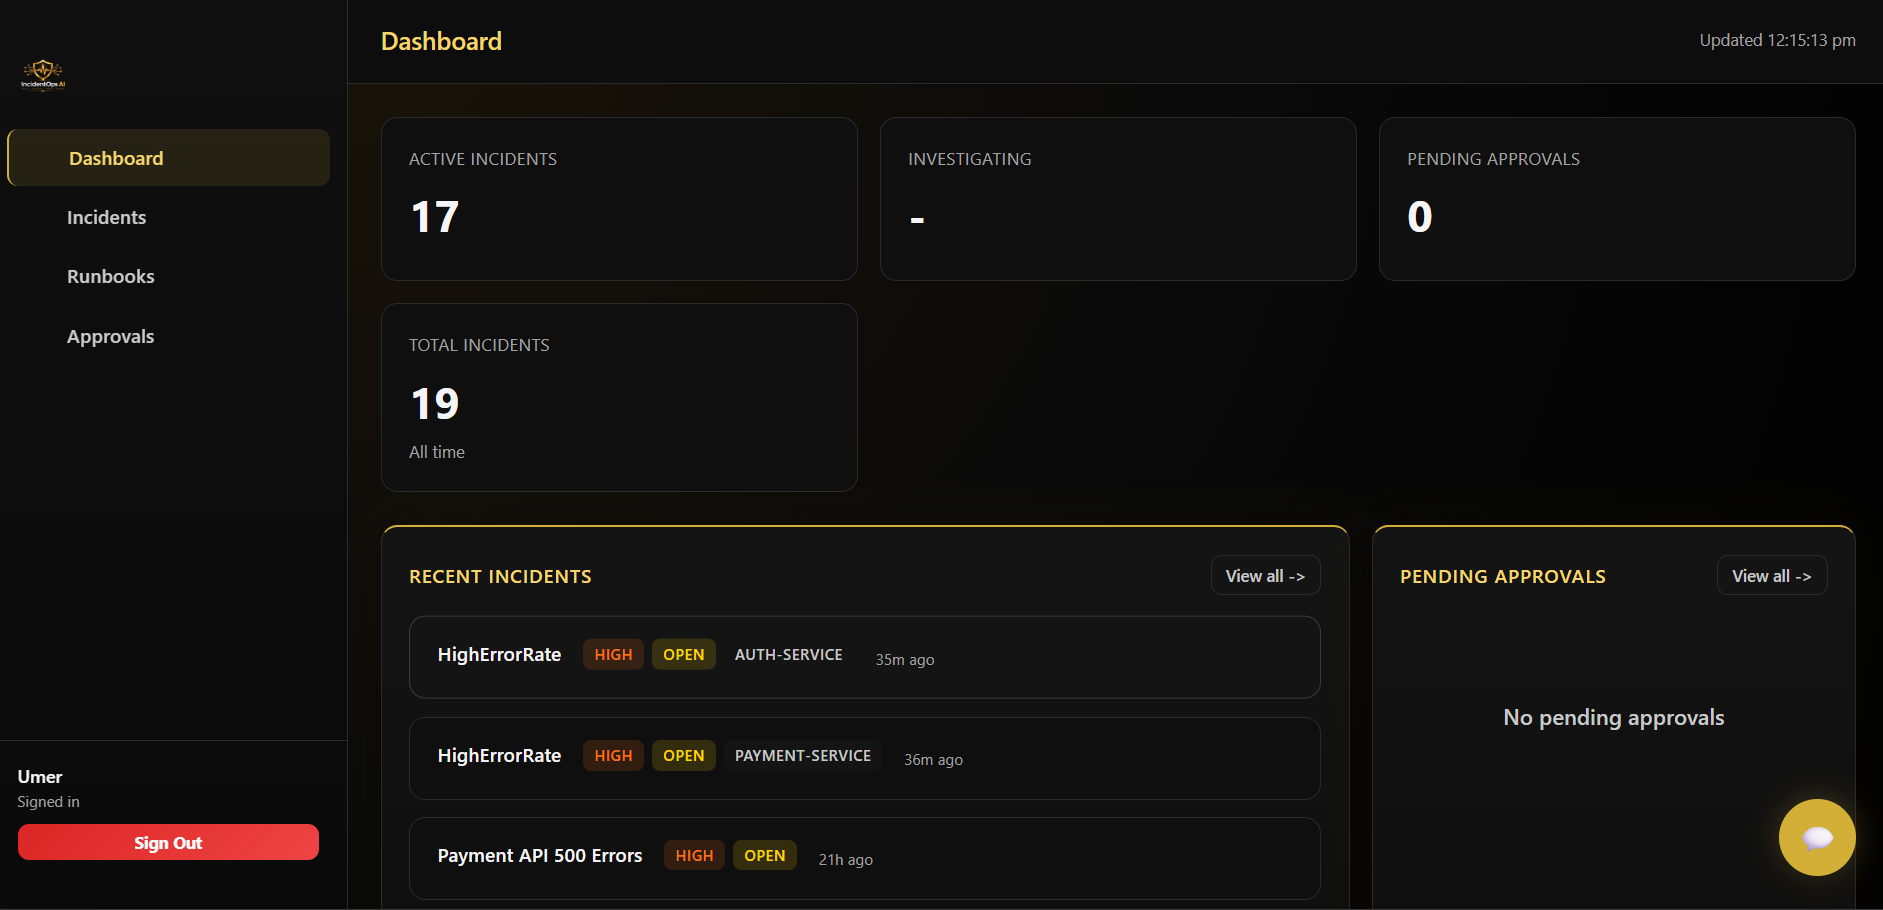 IncidentOps AI
Dashboard
Incidents
Runbooks
Approvals
Umer
Signed in
Sign Out
Dashboard
Updated 12:15:13 pm
ACTIVE INCIDENTS
17
INVESTIGATING
-
PENDING APPROVALS
0
TOTAL INCIDENTS
19
All time
RECENT INCIDENTS
View all ->
HighErrorRate HIGH OPEN AUTH-SERVICE 35m ago
HighErrorRate HIGH OPEN PAYMENT-SERVICE 36m ago
Payment API 500 Errors HIGH OPEN 21h ago
PENDING APPROVALS
View all ->
No pending approvals